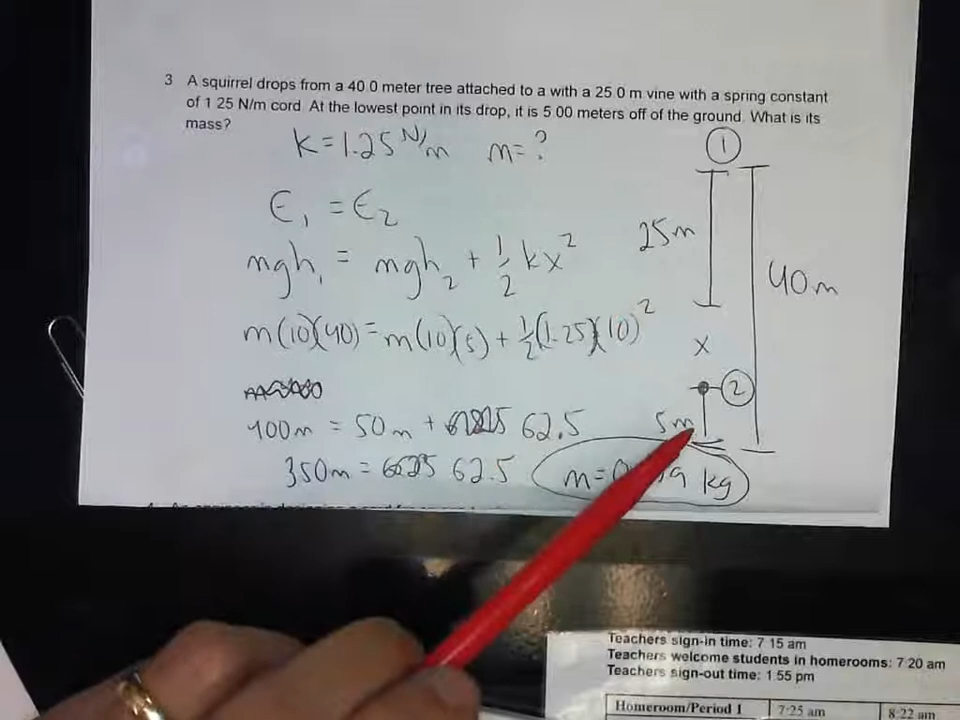 3 A squirrel drops from a 40 0 meter tree attached to a with a 25 0 m vine with a spring constant
of 1 25 N/m cord At the lowest point in its drop, it is 5 00 meters off of the ground What is its
mass?
K=1.25 N/m m=?
E₁ = E₂
mgh₁ = mgh₂ + 1/2 kx²
m(10)(40) = m(10)(5) + 1/2(1.25)(10)²
400m = 50m + 62.5
350m = 62.5
kg
1
25m
40m
x
2
5m
Teachers sign-in time: 7 15 am
Teachers welcome students in homerooms: 7 20 am
Teachers sign-out time: 1 55 pm
Homeroom/Period 1 7:25 am 8:22 am